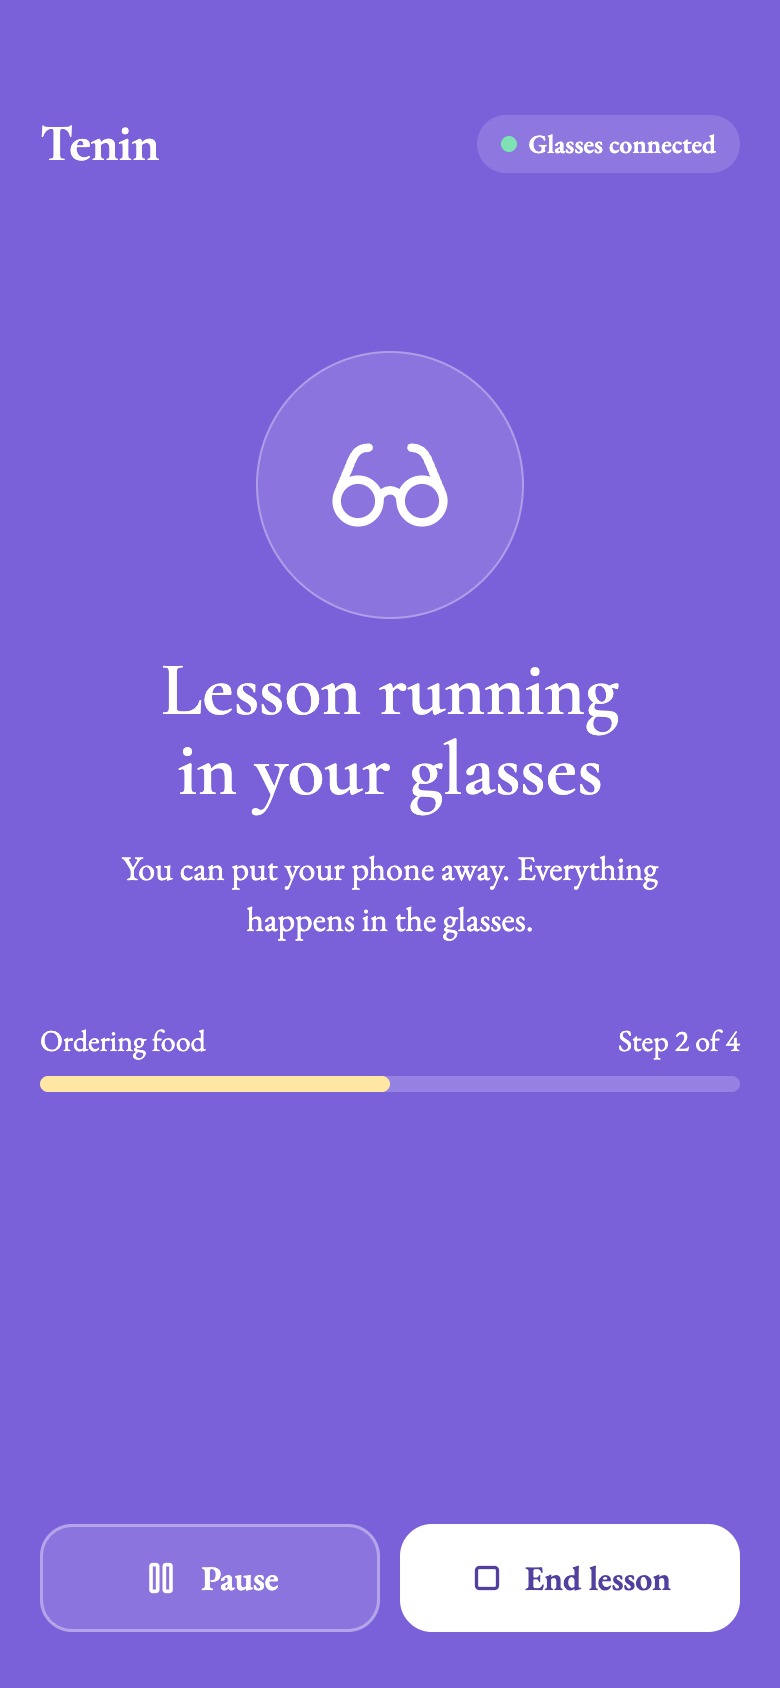 Tenin
Glasses connected
Lesson running
in your glasses
You can put your phone away. Everything
happens in the glasses.
Ordering food
Step 2 of 4
Pause
End lesson